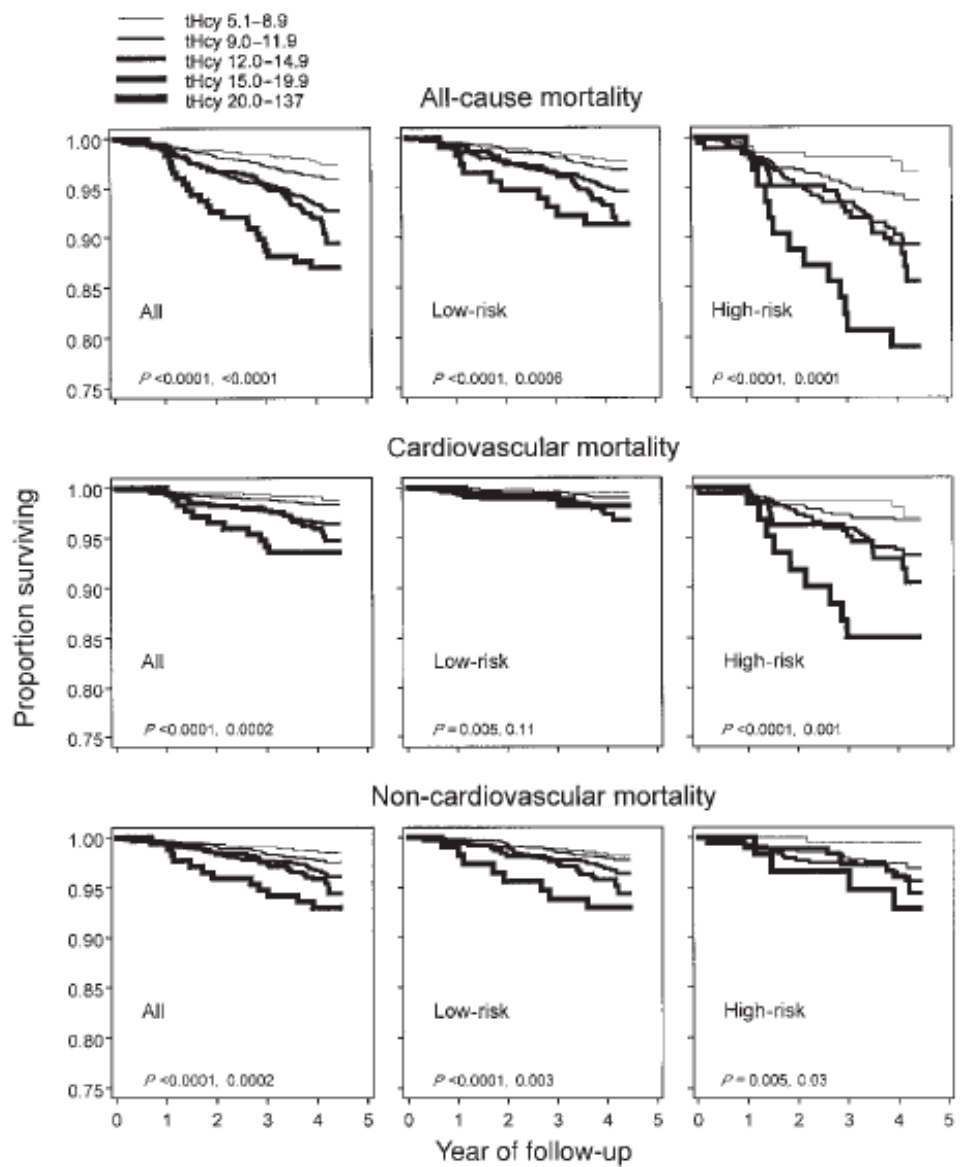 tHcy 5.1–8.9
tHcy 9.0–11.9
tHcy 12.0–14.9
tHcy 15.0–19.9
tHcy 20.0–137
All-cause mortality
1.00
0.95
0.90
0.85
0.80
0.75
All
P <0.0001, <0.0001
Low-risk
P <0.0001, 0.0006
High-risk
P <0.0001, 0.0001
0 1 2 3 4 5
Cardiovascular mortality
Proportion surviving
1.00
0.95
0.90
0.85
0.80
0.75
All
P <0.0001, 0.0002
Low-risk
P = 0.005, 0.11
High-risk
P <0.0001, 0.001
Non-cardiovascular mortality
1.00
0.95
0.90
0.85
0.80
0.75
All
P <0.0001, 0.0002
Low-risk
P <0.0001, 0.003
High-risk
P = 0.005, 0.03
0 1 2 3 4 5
0 1 2 3 4 5
0 1 2 3 4 5
Year of follow-up